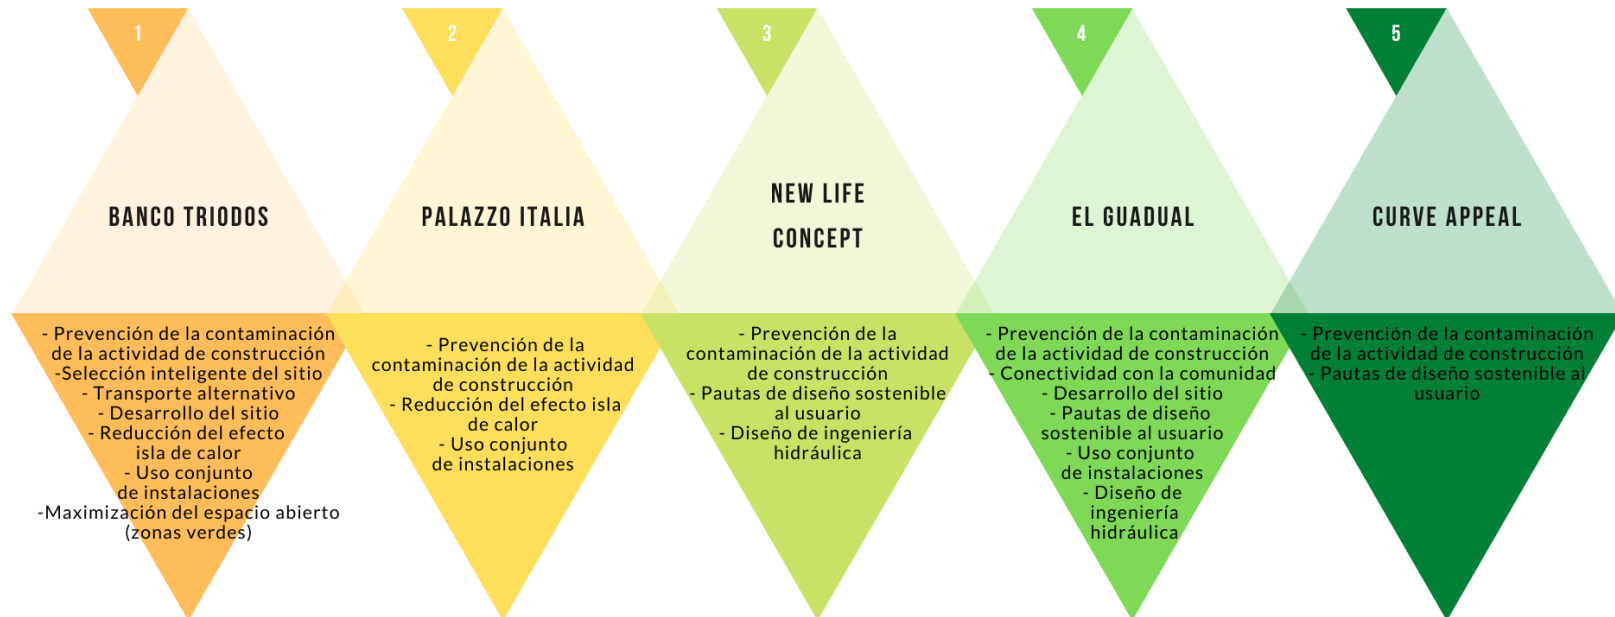 1
BANCO TRIODOS
- Prevención de la contaminación
de la actividad de construcción
-Selección inteligente del sitio
- Transporte alternativo
- Desarrollo del sitio
- Reducción del efecto
isla de calor
- Uso conjunto
de instalaciones
-Maximización del espacio abierto
(zonas verdes)
2
PALAZZO ITALIA
- Prevención de la
contaminación de la actividad
de construcción
- Reducción del efecto isla
de calor
- Uso conjunto
de instalaciones
3
NEW LIFE
CONCEPT
- Prevención de la
contaminación de la actividad
de construcción
- Pautas de diseño sostenible
al usuario
- Diseño de ingeniería
hidráulica
4
EL GUADUAL
- Prevención de la contaminación
de la actividad de construcción
- Conectividad con la comunidad
- Desarrollo del sitio
- Pautas de diseño
sostenible al usuario
- Uso conjunto
de instalaciones
- Diseño de
ingeniería
hidráulica
5
CURVE APPEAL
- Prevención de la contaminación
de la actividad de construcción
- Pautas de diseño sostenible al
usuario